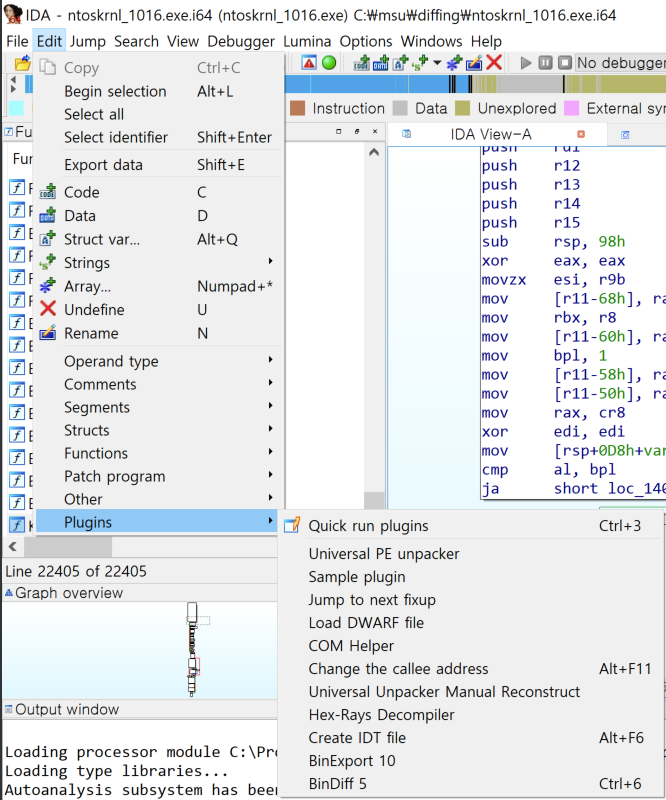 IDA - ntoskrnl_1016.exe.i64 (ntoskrnl_1016.exe) C:₩msu₩diffing₩ntoskrnl_1016.exe.i64
File Edit Jump Search View Debugger Lumina Options Windows Help
No debugger
Copy Ctrl+C
Begin selection Alt+L
Select all
Select identifier Shift+Enter
Export data Shift+E
Code C
Data D
Struct var... Alt+Q
Strings
Array... Numpad+*
Undefine U
Rename N
Operand type
Comments
Segments
Structs
Functions
Patch program
Other
Plugins
Instruction Data Unexplored External syr
Fu
IDA View-A
Fur
push rdi
push r12
push r13
push r14
push r15
sub rsp, 98h
xor eax, eax
movzx esi, r9b
mov [r11-68h], ra
mov rbx, r8
mov [r11-60h], ra
mov bpl, 1
mov [r11-58h], ra
mov [r11-50h], ra
mov rax, cr8
xor edi, edi
mov [rsp+0D8h+var
cmp al, bpl
ja short loc_140
Quick run plugins Ctrl+3
Universal PE unpacker
Sample plugin
Jump to next fixup
Load DWARF file
COM Helper
Change the callee address Alt+F11
Universal Unpacker Manual Reconstruct
Hex-Rays Decompiler
Create IDT file Alt+F6
BinExport 10
BinDiff 5 Ctrl+6
Line 22405 of 22405
Graph overview
Output window
Loading processor module C:\Pro
Loading type libraries...
Autoanalysis subsystem has been